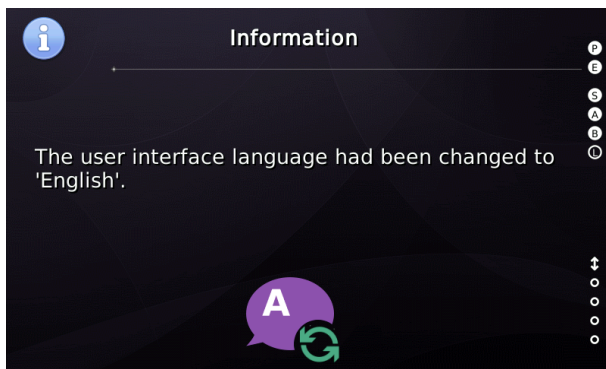 Information
The user interface language had been changed to
'English'.
A
P
E
S
A
B
L